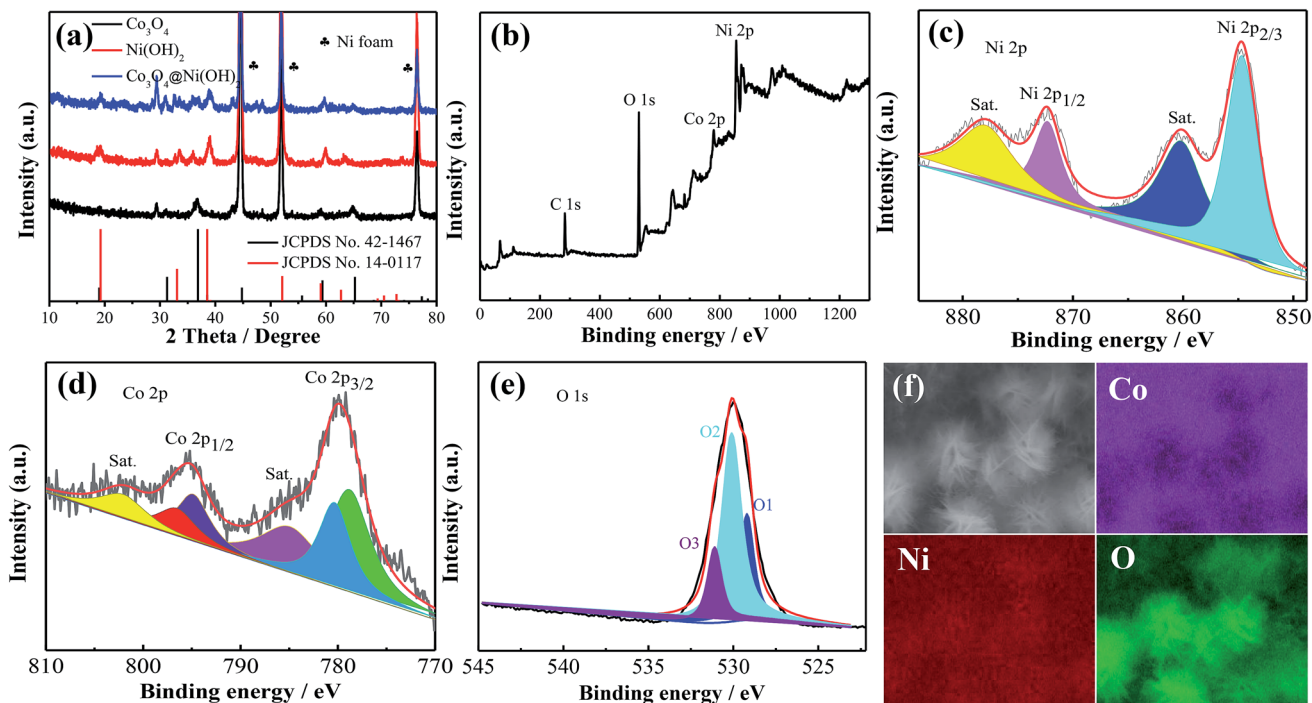 (a)
Co3O4
Ni(OH)2
Co3O4@Ni(OH)2
♣ Ni foam
♣ ♣ ♣
JCPDS No. 42-1467
JCPDS No. 14-0117
Intensity (a.u.)
10 20 30 40 50 60 70 80
2 Theta / Degree
(b)
Ni 2p
O 1s
Co 2p
C 1s
Intensity (a.u.)
0 200 400 600 800 1000 1200
Binding energy / eV
(c)
Ni 2p
Ni 2p2/3
Ni 2p1/2
Sat.
Sat.
Intensity (a.u.)
880 870 860 850
Binding energy / eV
(d)
Co 2p
Co 2p3/2
Co 2p1/2
Sat.
Sat.
Intensity (a.u.)
810 800 790 780 770
Binding energy / eV
(e)
O 1s
O2
O1
O3
Intensity (a.u.)
545 540 535 530 525
Binding energy / eV
(f)
Co
Ni
O